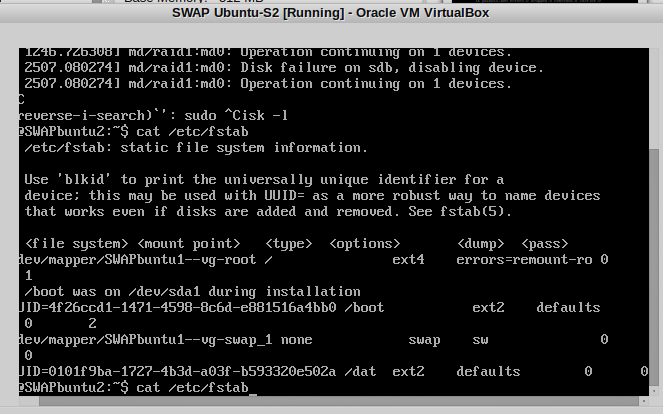 Base Memory: 512 MB
SWAP Ubuntu-S2 [Running] - Oracle VM VirtualBox
1246.726308] md/raid1:md0: Operation continuing on 1 devices.
2507.080274] md/raid1:md0: Disk failure on sdb, disabling device.
2507.080274] md/raid1:md0: Operation continuing on 1 devices.
C
reverse-i-search)`': sudo ^Cisk -l
@SWAPbuntu2:~$ cat /etc/fstab
/etc/fstab: static file system information.
Use 'blkid' to print the universally unique identifier for a
device; this may be used with UUID= as a more robust way to name devices
that works even if disks are added and removed. See fstab(5).
<file system> <mount point>   <type>  <options>       <dump>  <pass>
dev/mapper/SWAPbuntu1--vg-root /               ext4    errors=remount-ro 0
1
/boot was on /dev/sda1 during installation
UID=4f26ccd1-1471-4598-8c6d-e881516a4bb0 /boot           ext2    defaults
0       2
dev/mapper/SWAPbuntu1--vg-swap_1 none            swap    sw              0
0
UID=0101f9ba-1727-4b3d-a03f-b593320e502a /dat  ext2    defaults        0       0
@SWAPbuntu2:~$ cat /etc/fstab_